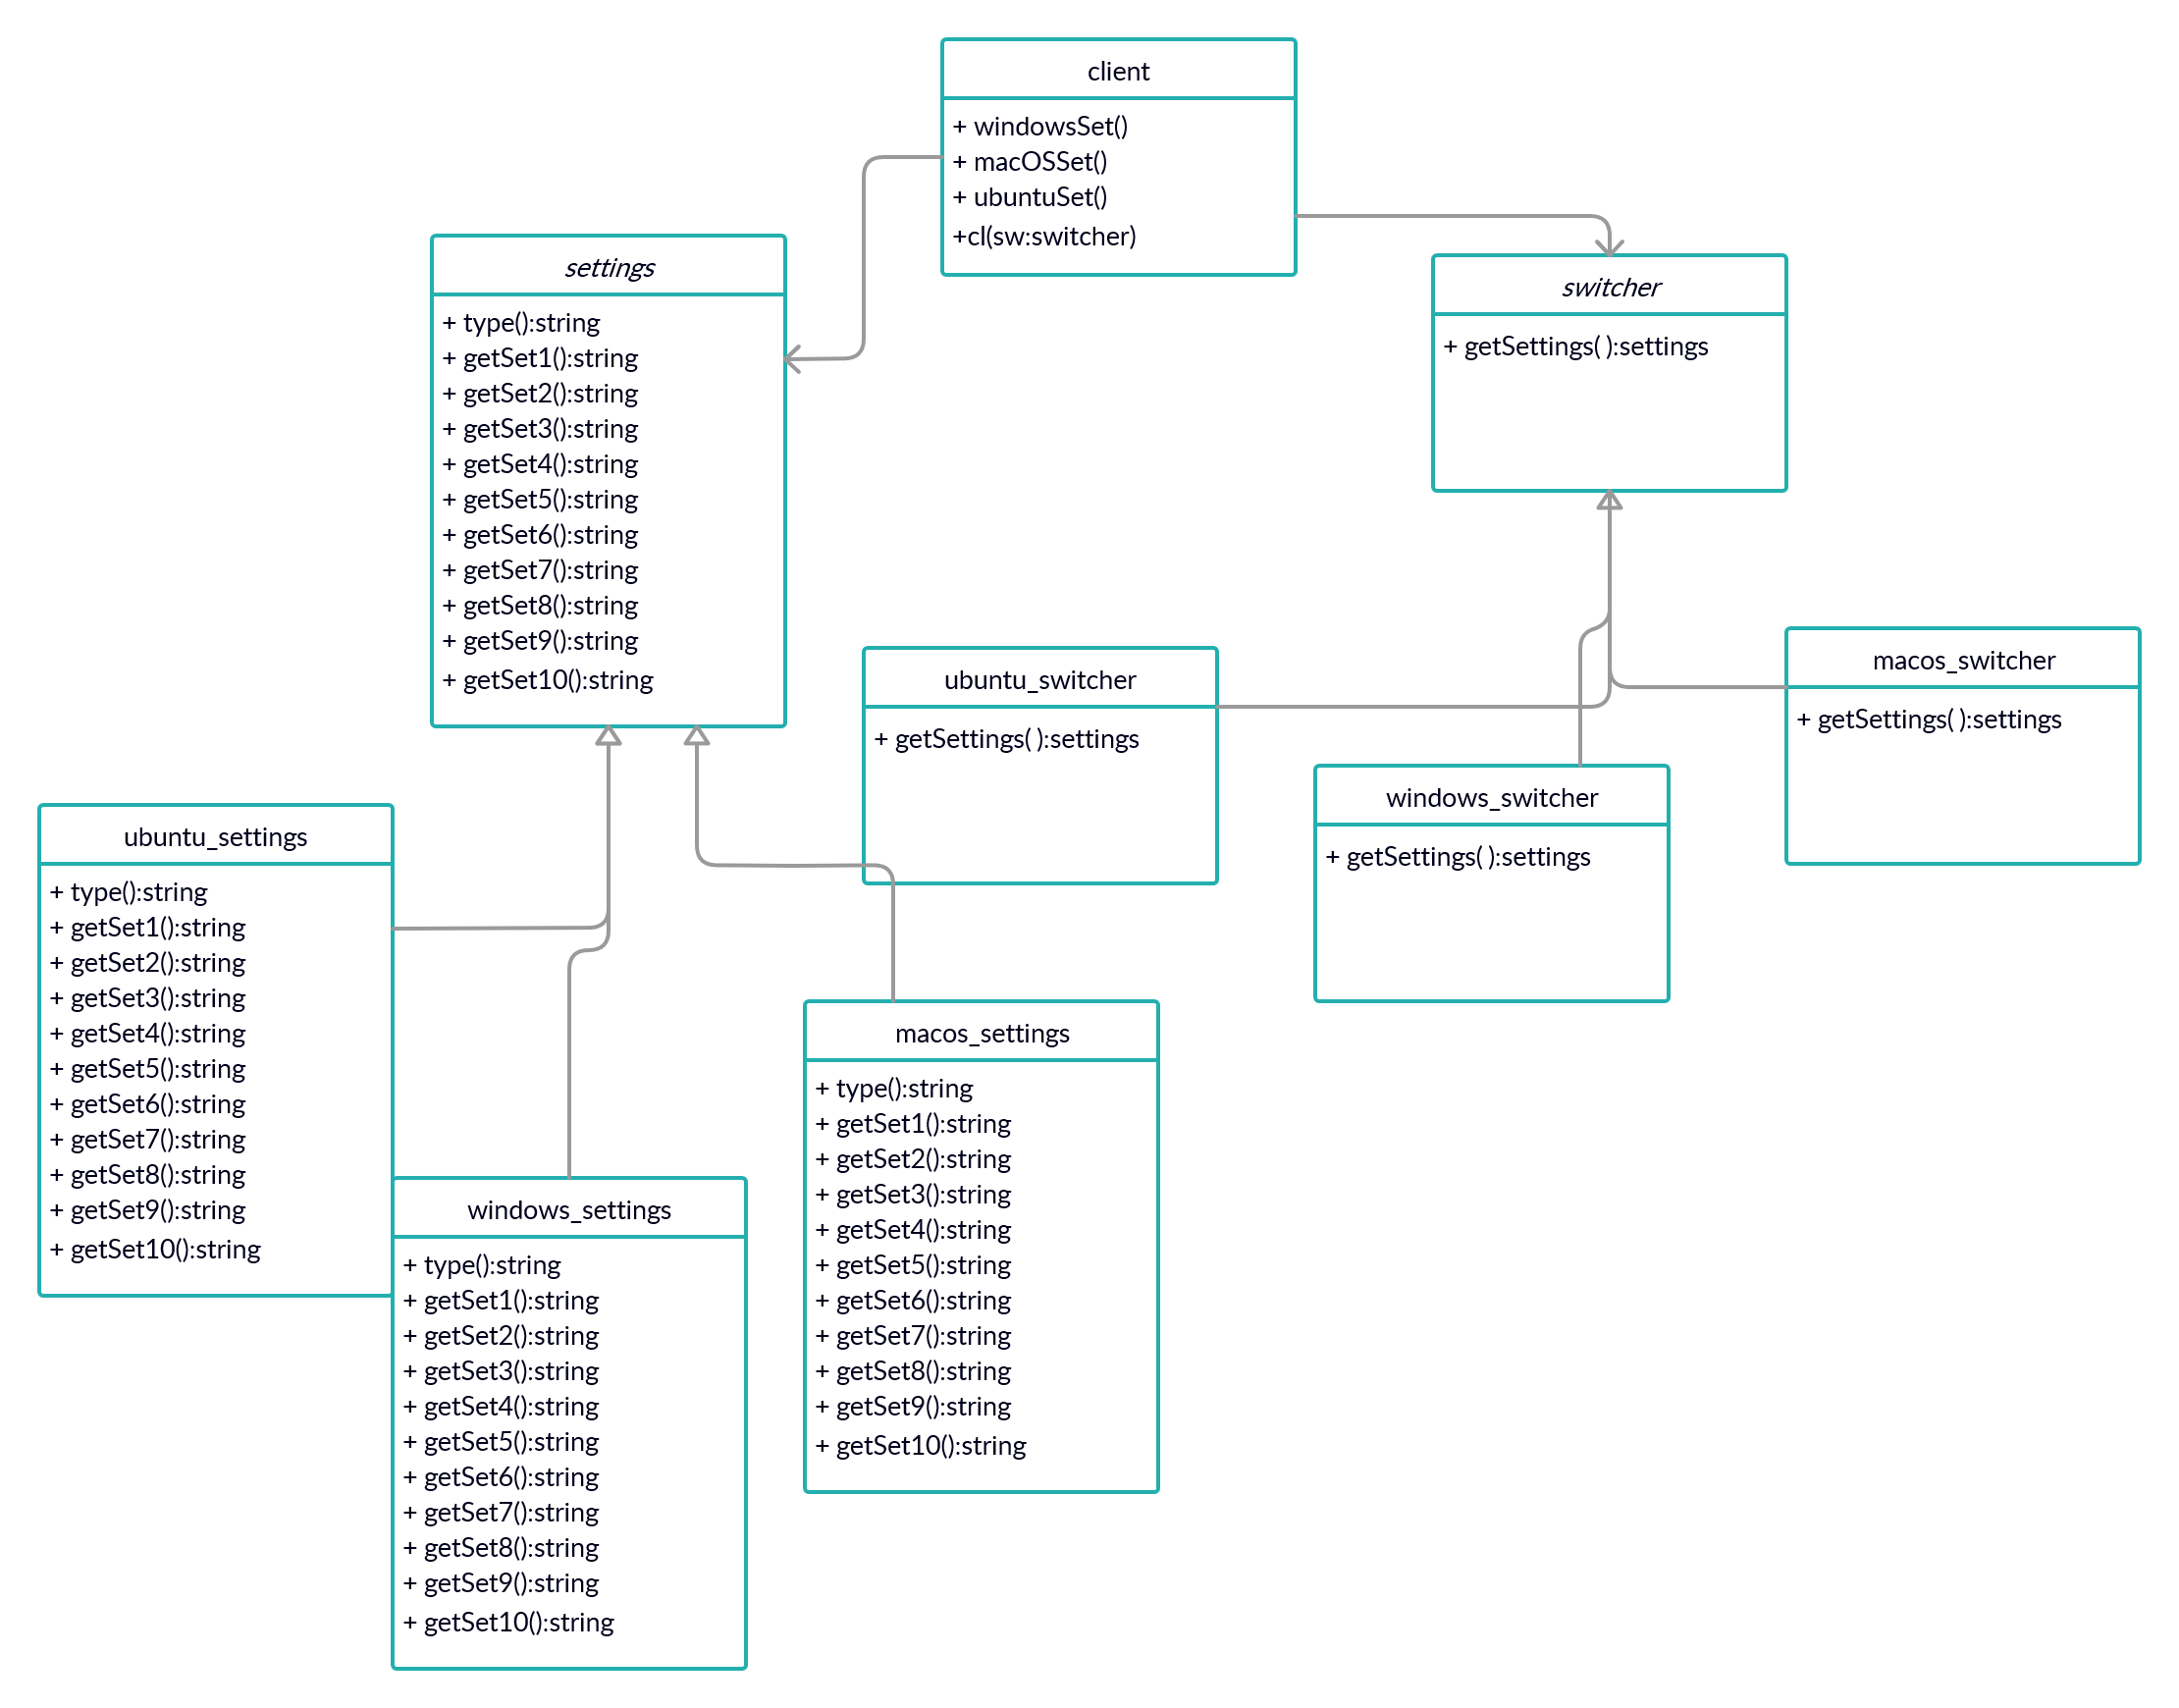 client
+ windowsSet()
+ macOSSet()
+ ubuntuSet()
+cl(sw:switcher)
settings
+ type():string
+ getSet1():string
+ getSet2():string
+ getSet3():string
+ getSet4():string
+ getSet5():string
+ getSet6():string
+ getSet7():string
+ getSet8():string
+ getSet9():string
+ getSet10():string
switcher
+ getSettings( ):settings
ubuntu_switcher
+ getSettings( ):settings
windows_switcher
+ getSettings( ):settings
macos_switcher
+ getSettings( ):settings
ubuntu_settings
+ type():string
+ getSet1():string
+ getSet2():string
+ getSet3():string
+ getSet4():string
+ getSet5():string
+ getSet6():string
+ getSet7():string
+ getSet8():string
+ getSet9():string
+ getSet10():string
windows_settings
+ type():string
+ getSet1():string
+ getSet2():string
+ getSet3():string
+ getSet4():string
+ getSet5():string
+ getSet6():string
+ getSet7():string
+ getSet8():string
+ getSet9():string
+ getSet10():string
macos_settings
+ type():string
+ getSet1():string
+ getSet2():string
+ getSet3():string
+ getSet4():string
+ getSet5():string
+ getSet6():string
+ getSet7():string
+ getSet8():string
+ getSet9():string
+ getSet10():string